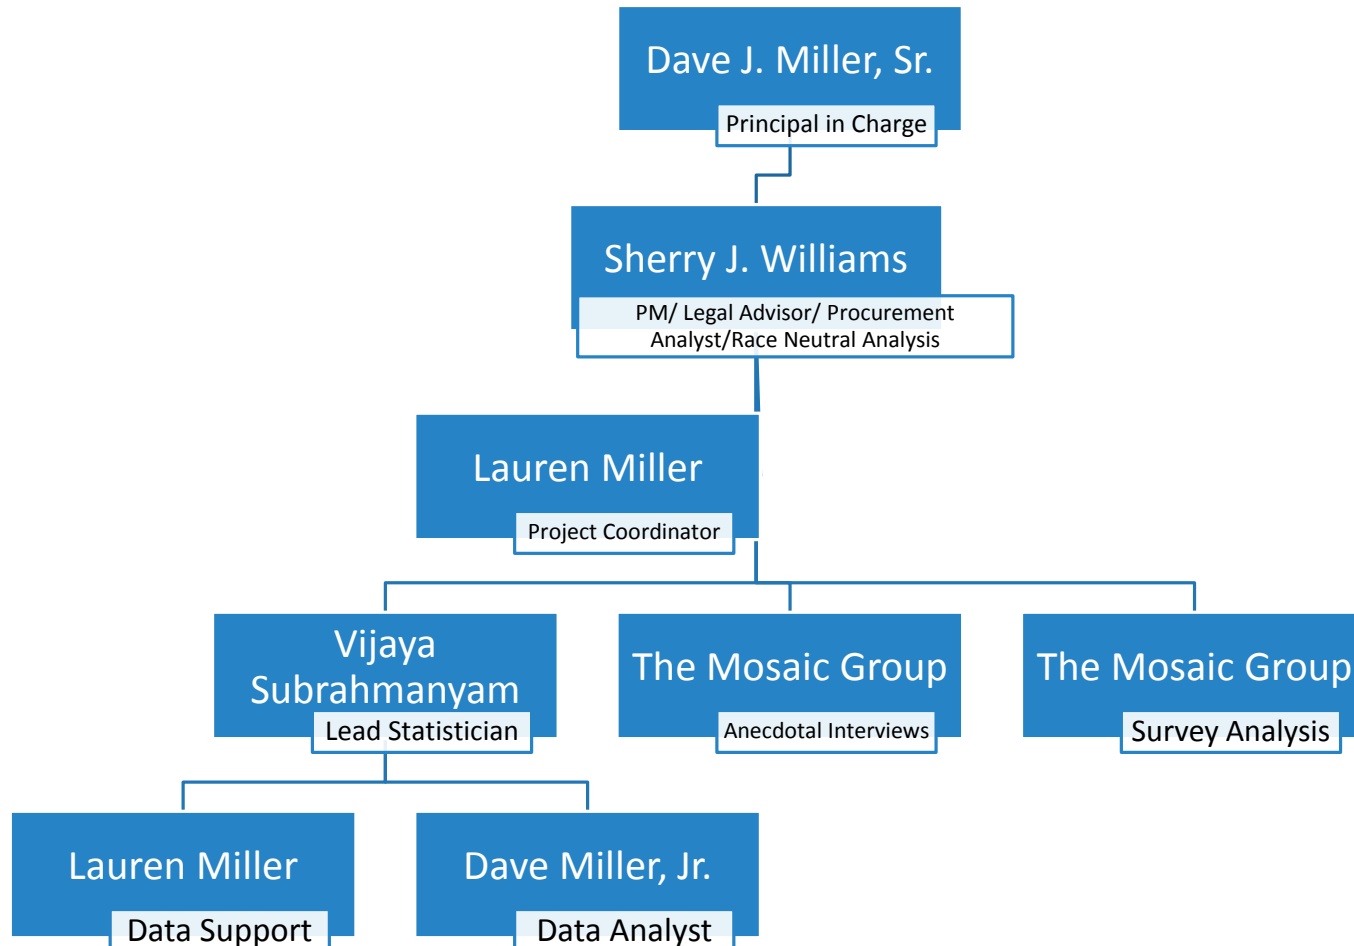 Dave J. Miller, Sr.
Principal in Charge
Sherry J. Williams
PM/ Legal Advisor/ Procurement
Analyst/Race Neutral Analysis
Lauren Miller
Project Coordinator
Vijaya
Subrahmanyam
Lead Statistician
The Mosaic Group
Anecdotal Interviews
The Mosaic Group
Survey Analysis
Lauren Miller
Data Support
Dave Miller, Jr.
Data Analyst